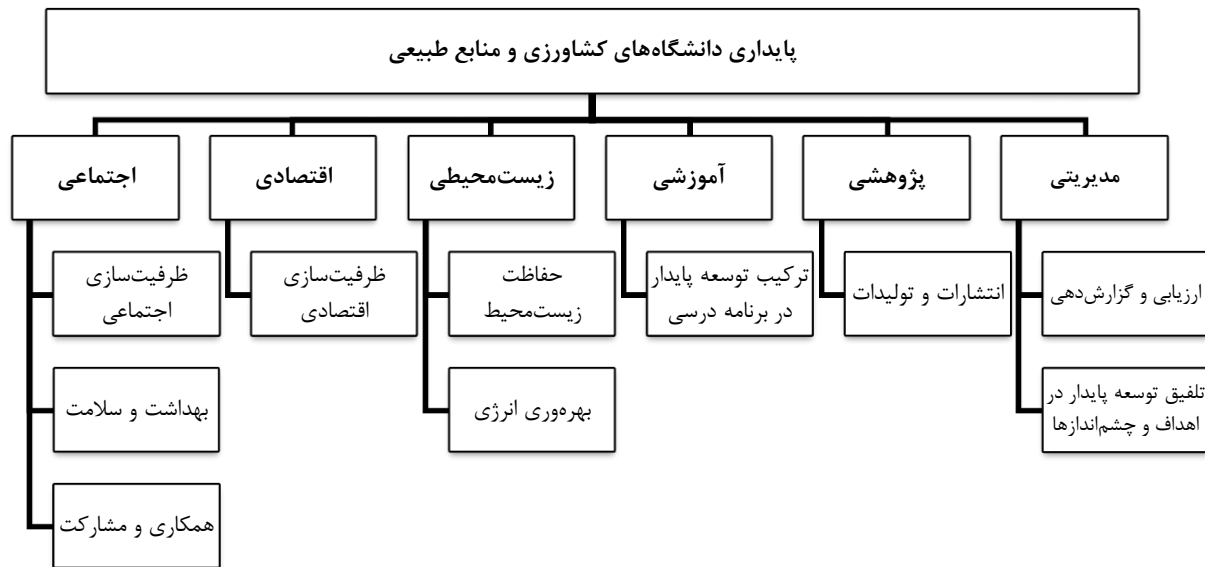 پایداری دانشگاه‌های کشاورزی و منابع طبیعی
مدیریتی
پژوهشی
آموزشی
زیست‌محیطی
اقتصادی
اجتماعی
ارزیابی و گزارش‌دهی
تلفیق توسعه پایدار در
اهداف و چشم‌اندازها
انتشارات و تولیدات
ترکیب توسعه پایدار
در برنامه درسی
حفاظت
زیست‌محیط
بهره‌وری انرژی
ظرفیت‌سازی
اقتصادی
ظرفیت‌سازی
اجتماعی
بهداشت و سلامت
همکاری و مشارکت